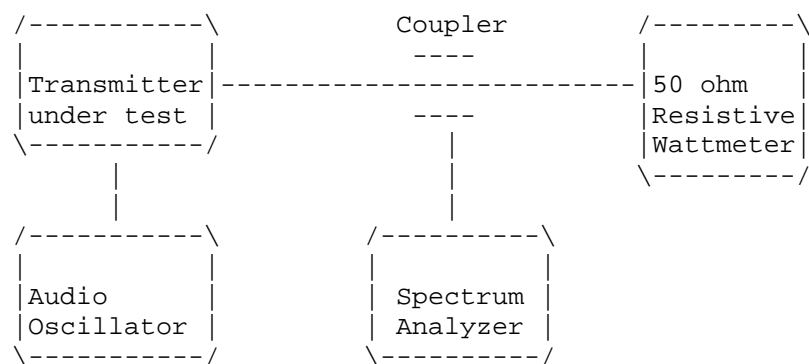 Coupler
Transmitter
under test
50 ohm
Resistive
Wattmeter
Audio
Oscillator
Spectrum
Analyzer